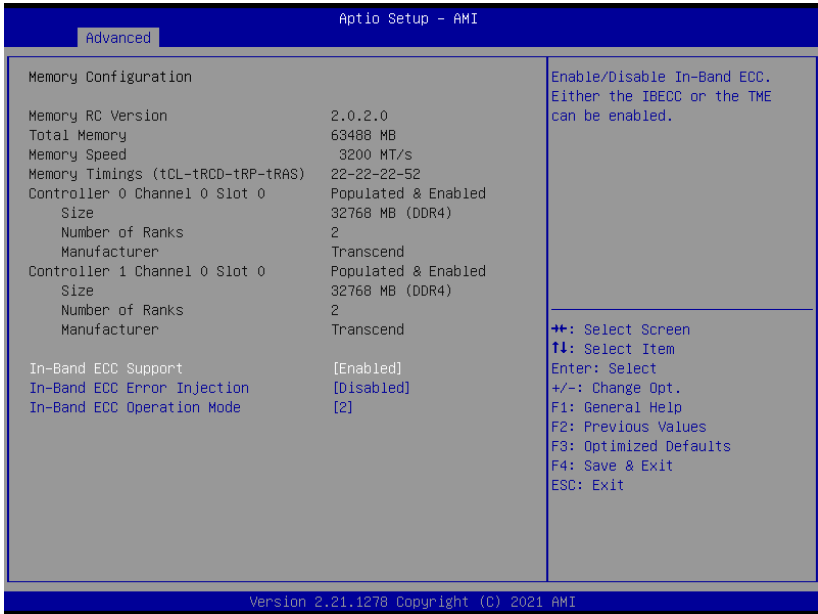 Aptio Setup – AMI
Advanced
Memory Configuration
Memory RC Version 2.0.2.0
Total Memory 63488 MB
Memory Speed 3200 MT/s
Memory Timings (tCL-tRCD-tRP-tRAS) 22-22-22-52
Controller 0 Channel 0 Slot 0 Populated & Enabled
Size 32768 MB (DDR4)
Number of Ranks 2
Manufacturer Transcend
Controller 1 Channel 0 Slot 0 Populated & Enabled
Size 32768 MB (DDR4)
Number of Ranks 2
Manufacturer Transcend
In-Band ECC Support [Enabled]
In-Band ECC Error Injection [Disabled]
In-Band ECC Operation Mode [2]
Enable/Disable In-Band ECC.
Either the IBECC or the TME
can be enabled.
→←: Select Screen
↑↓: Select Item
Enter: Select
+/-: Change Opt.
F1: General Help
F2: Previous Values
F3: Optimized Defaults
F4: Save & Exit
ESC: Exit
Version 2.21.1278 Copyright (C) 2021 AMI